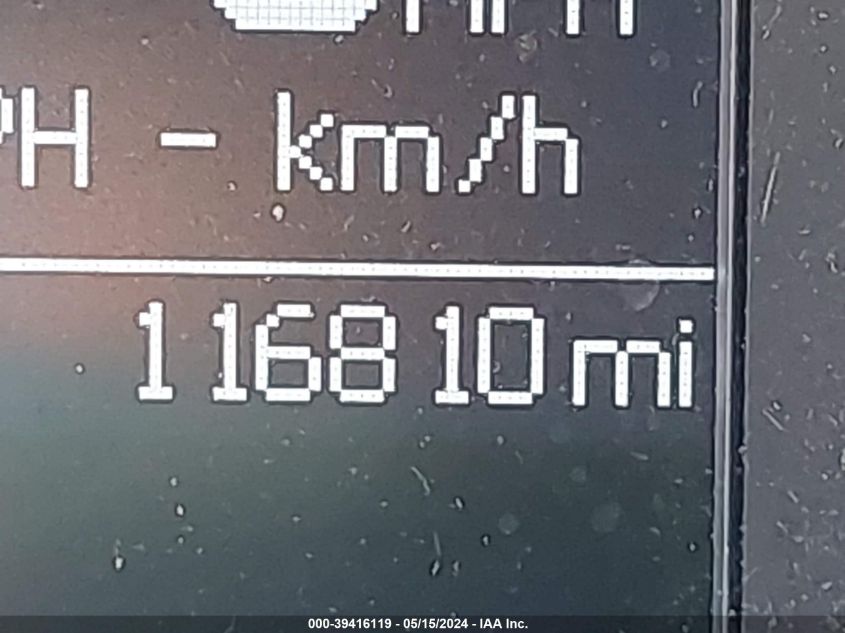 PH - km/h
116810 mi
000-39416119 - 05/15/2024 - IAA Inc.